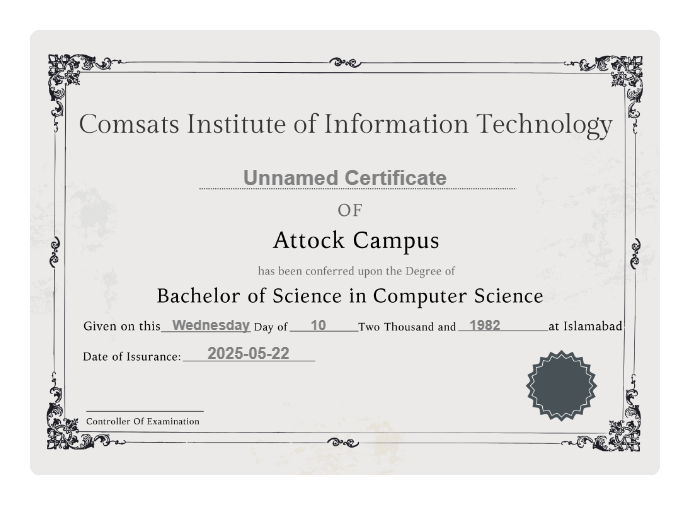 Comsats Institute of Information Technology
Unnamed Certificate
OF
Attock Campus
has been conferred upon the Degree of
Bachelor of Science in Computer Science
Given on this Wednesday Day of 10 Two Thousand and 1982 at Islamabad
Date of Issurance: 2025-05-22
Controller Of Examination